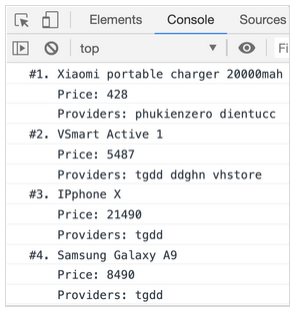 Elements Console Sources
top Fi
#1. Xiaomi portable charger 20000mah
Price: 428
Providers: phukienzero dientucc
#2. VSmart Active 1
Price: 5487
Providers: tgdd ddghn vhstore
#3. IPphone X
Price: 21490
Providers: tgdd
#4. Samsung Galaxy A9
Price: 8490
Providers: tgdd